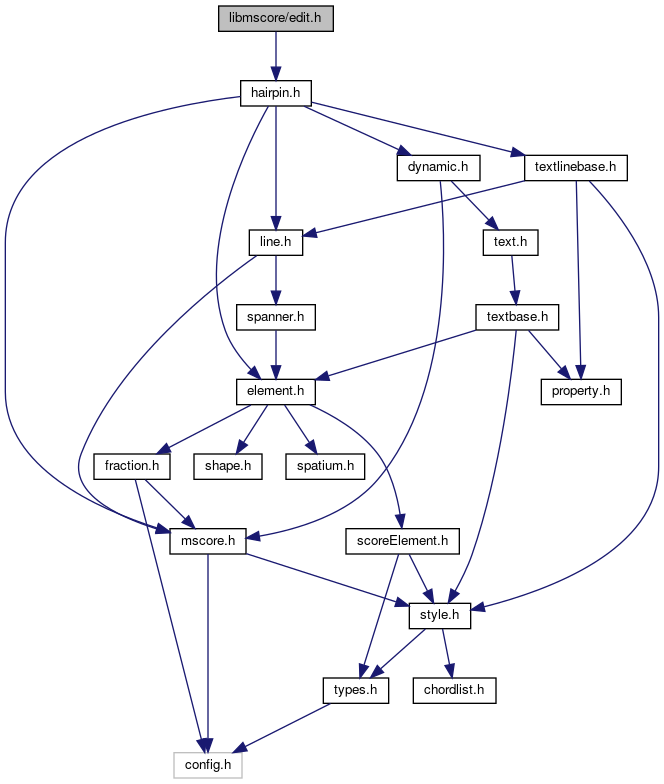 libmscore/edit.h
hairpin.h
dynamic.h
textlinebase.h
line.h
text.h
spanner.h
textbase.h
element.h
property.h
fraction.h
shape.h
spatium.h
mscore.h
scoreElement.h
style.h
types.h
chordlist.h
config.h